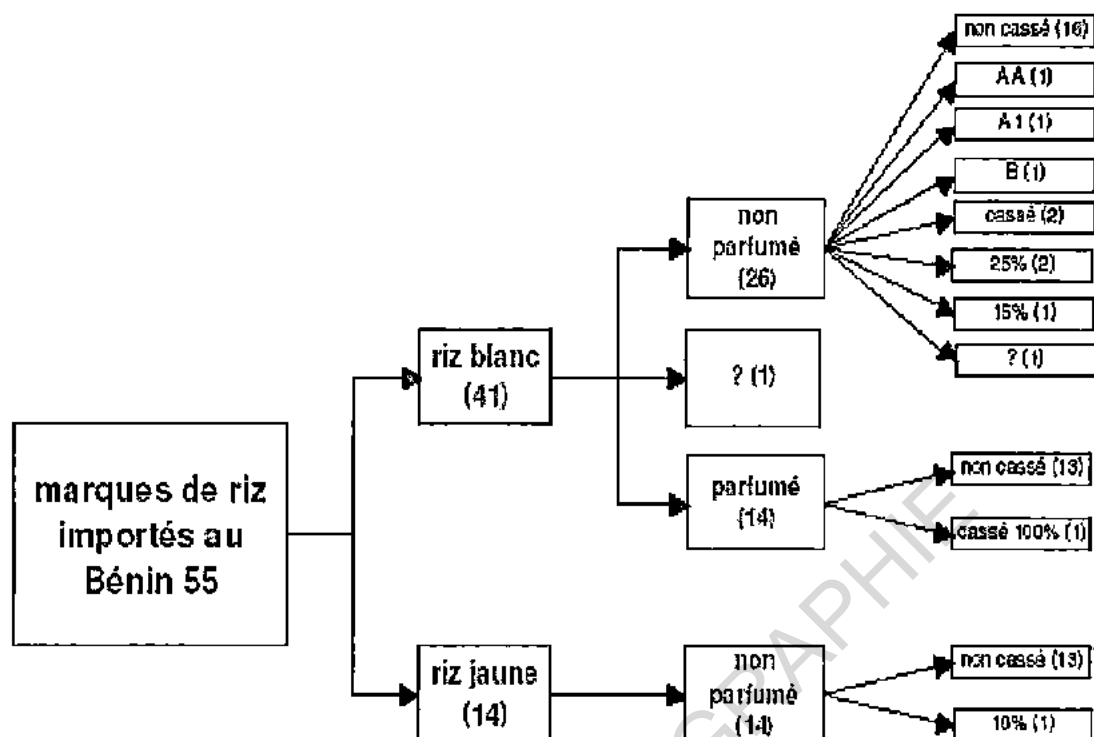 marques de riz
importés au
Bénin 55
riz blanc
(41)
riz jaune
(14)
non
parfumé
(26)
? (1)
parfumé
(14)
non
parfumé
(14)
non cassé (16)
AA (1)
A1 (1)
B (1)
cassé (2)
25% (2)
15% (1)
? (1)
non cassé (13)
cassé 100% (1)
non cassé (13)
10% (1)
GRAPHIE